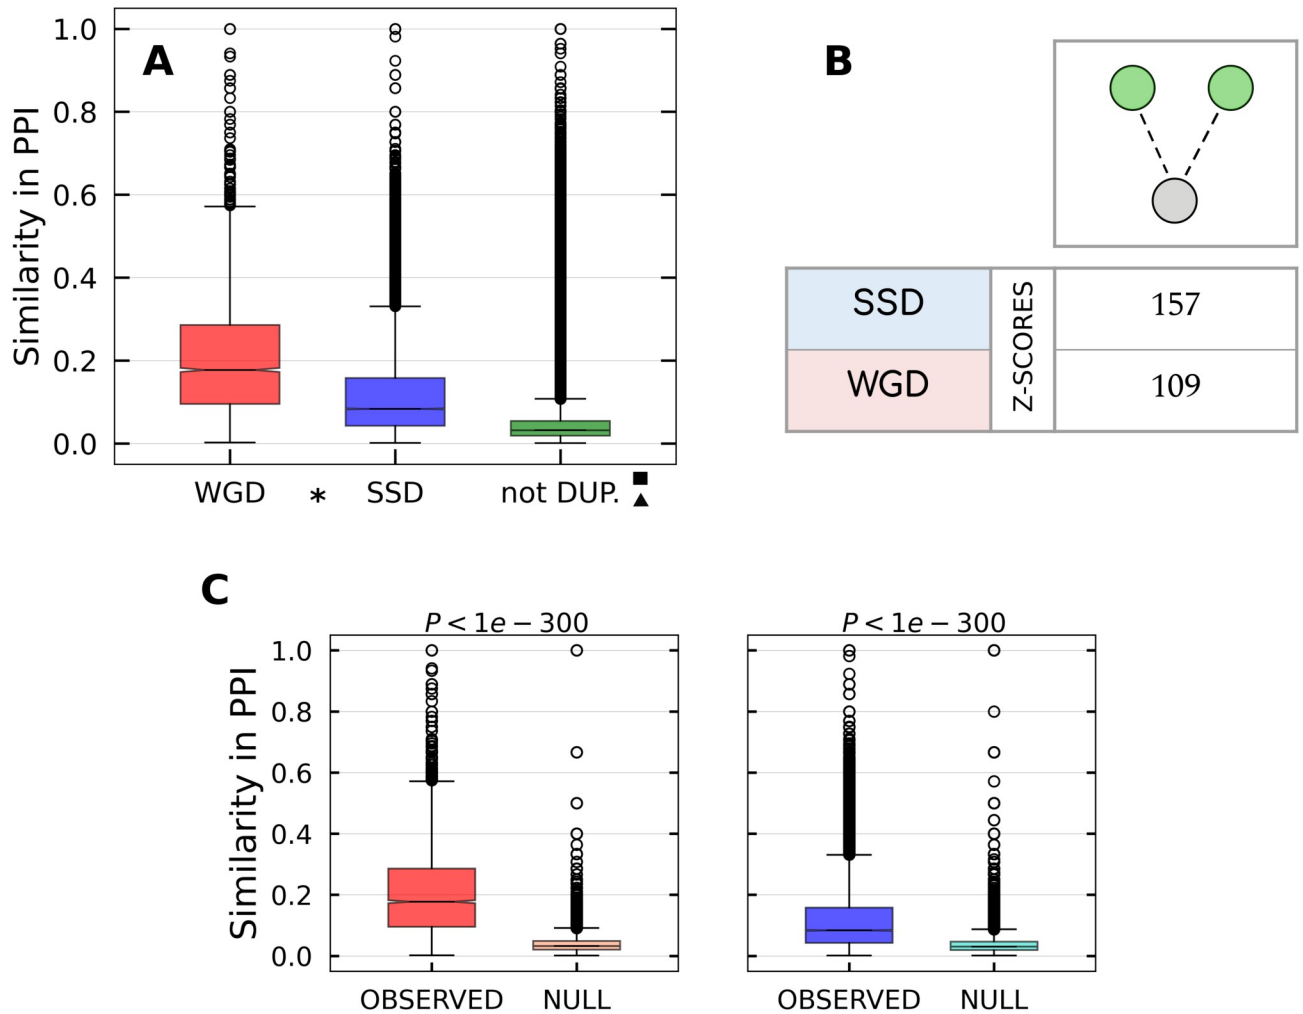 A
Similarity in PPI
1.0
0.8
0.6
0.4
0.2
0.0
WGD * SSD not DUP. ■ ▲
B
SSD
WGD
Z-SCORES
157
109
C
P < 1e − 300
Similarity in PPI
1.0
0.8
0.6
0.4
0.2
0.0
OBSERVED NULL
P < 1e − 300
OBSERVED NULL